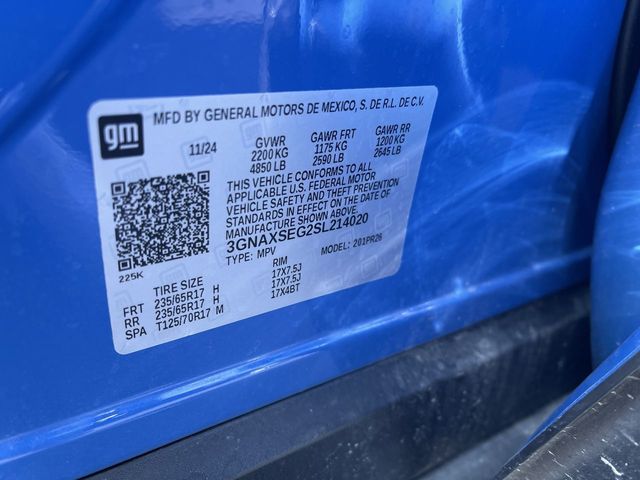 MFD BY GENERAL MOTORS DE MEXICO, S. DE R.L. DE C.V.
gm
11/24
GVWR GAWR FRT GAWR RR
2200 KG 1175 KG 1200 KG
4850 LB 2590 LB 2645 LB
THIS VEHICLE CONFORMS TO ALL
APPLICABLE U.S. FEDERAL MOTOR
VEHICLE SAFETY AND THEFT PREVENTION
STANDARDS IN EFFECT ON THE DATE OF
MANUFACTURE SHOWN ABOVE.
3GNAXSEG2SL214020
TYPE: MPV MODEL: 201PR26
225K
TIRE SIZE RIM
FRT 235/65R17 H 17X7.5J
RR 235/65R17 H 17X7.5J
SPA T125/70R17 M 17X4BT